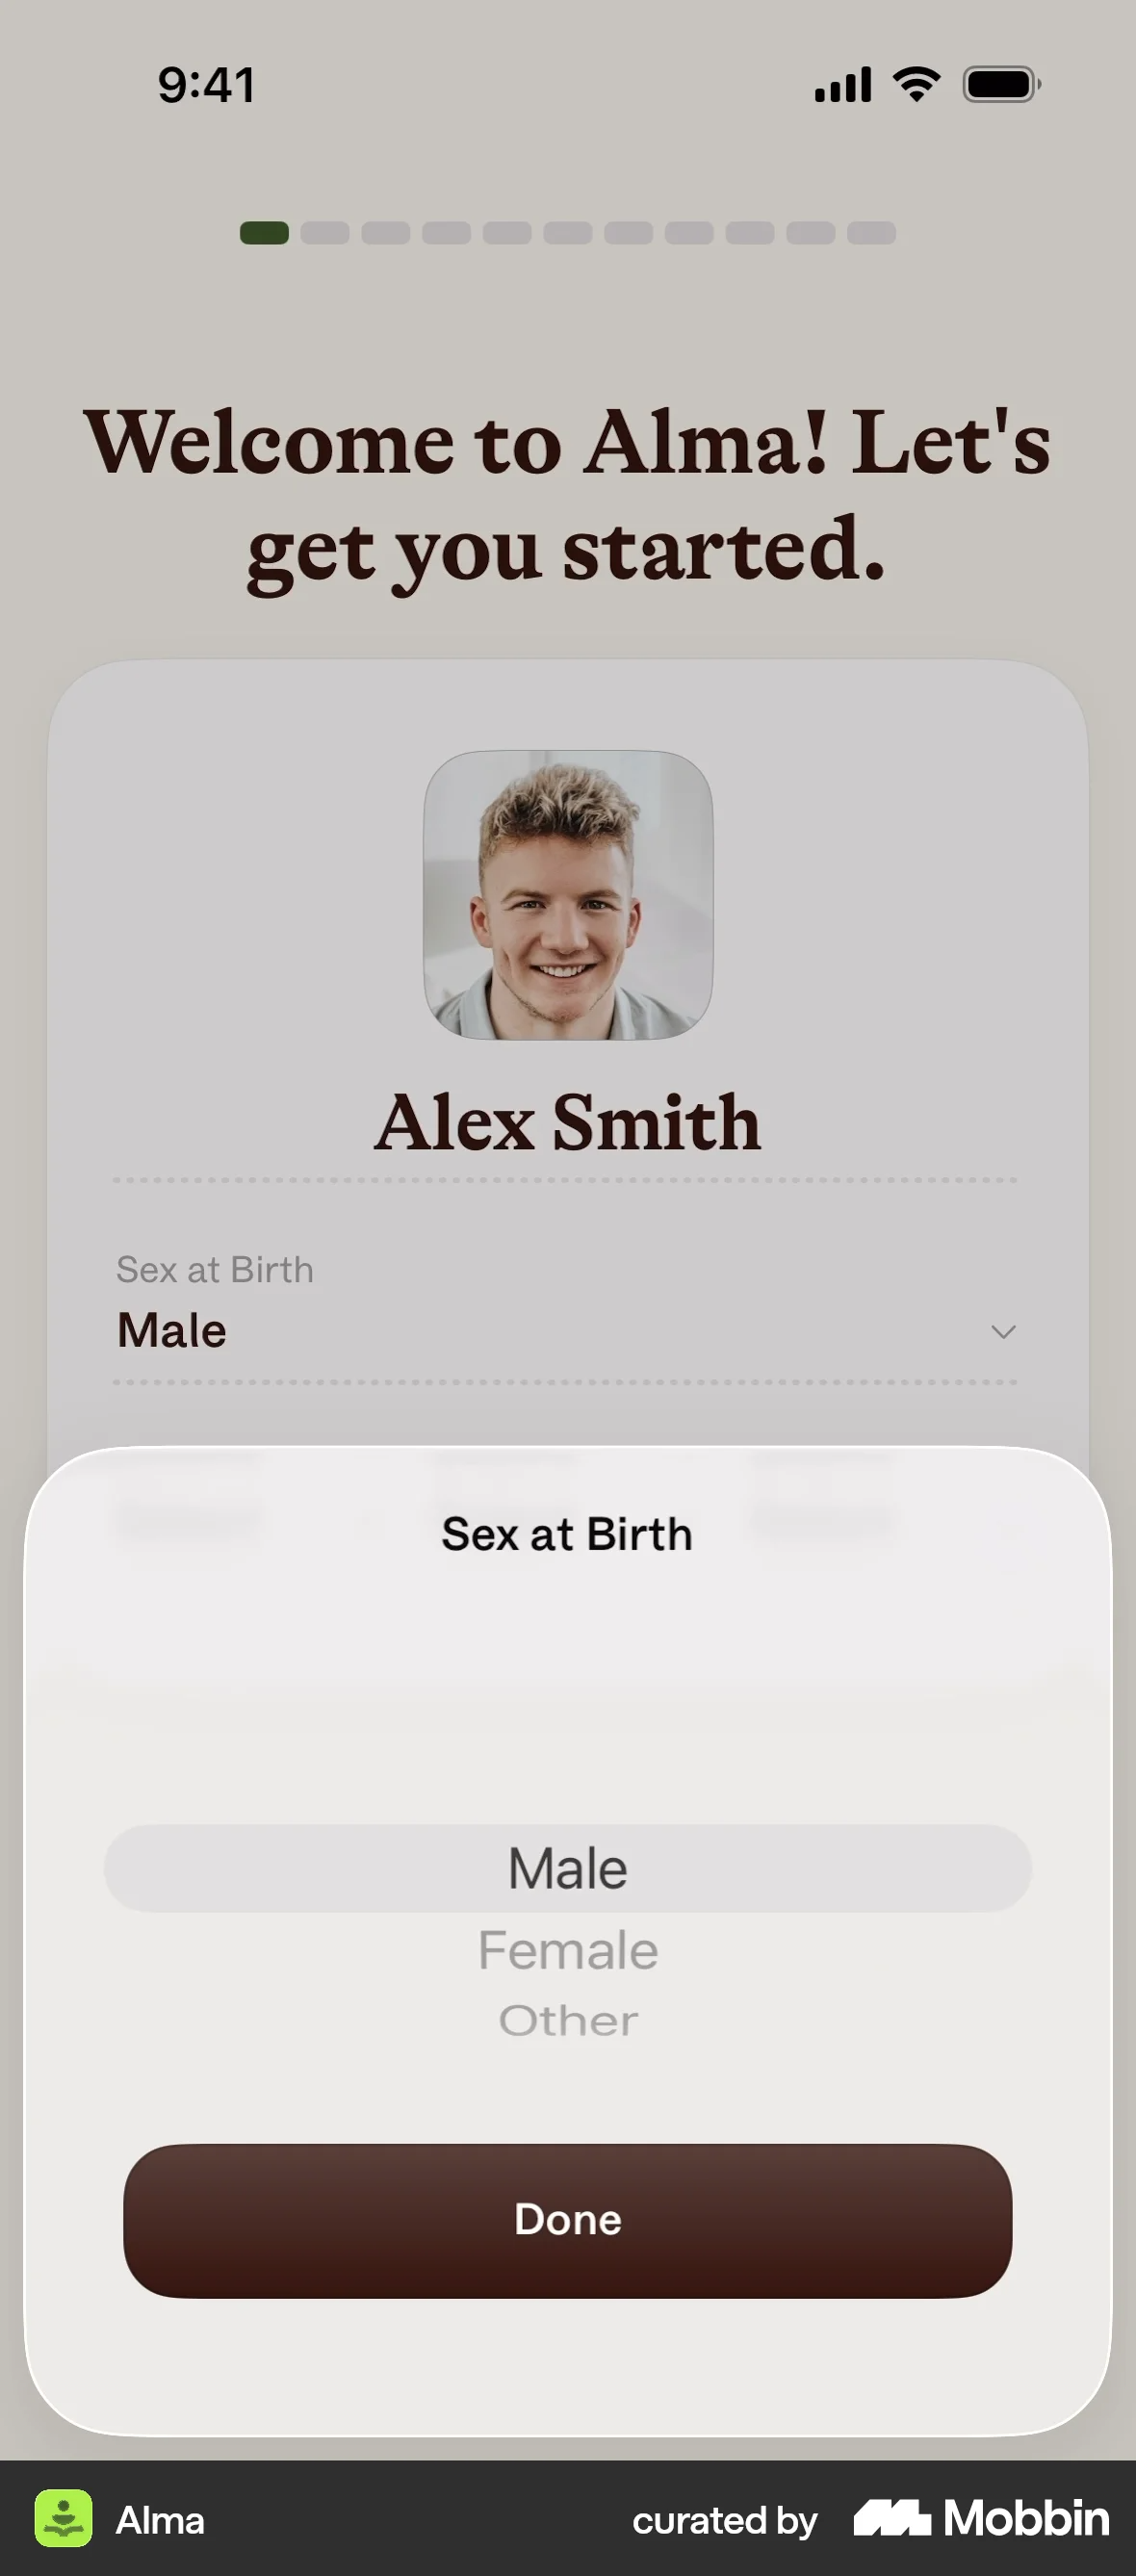 9:41
Welcome to Alma! Let's
get you started.
Alex Smith
Sex at Birth
Male
Sex at Birth
Male
Female
Other
Done
Alma
curated by Mobbin